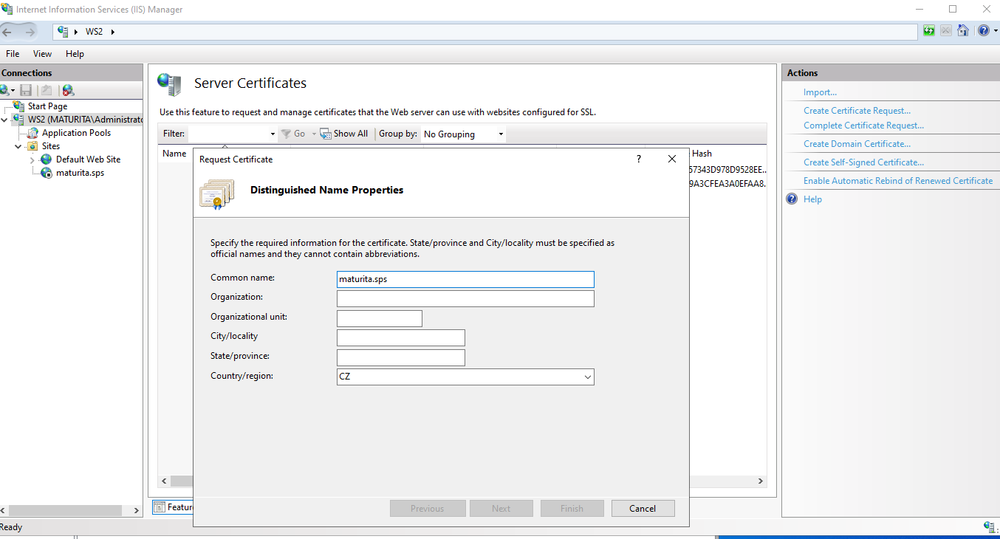 Internet Information Services (IIS) Manager
WS2
File View Help
Connections
Start Page
WS2 (MATURITA\Administrato
Application Pools
Sites
Default Web Site
maturita.sps
Server Certificates
Use this feature to request and manage certificates that the Web server can use with websites configured for SSL.
Filter: Go Show All Group by: No Grouping
Name Hash
57343D978D9528EE..
9A3CFEA3A0EFAA8.
Request Certificate ?
Distinguished Name Properties
Specify the required information for the certificate. State/province and City/locality must be specified as
official names and they cannot contain abbreviations.
Common name: maturita.sps
Organization:
Organizational unit:
City/locality
State/province:
Country/region: CZ
Previous Next Finish Cancel
Feature
Actions
Import...
Create Certificate Request...
Complete Certificate Request...
Create Domain Certificate...
Create Self-Signed Certificate...
Enable Automatic Rebind of Renewed Certificate
Help
Ready